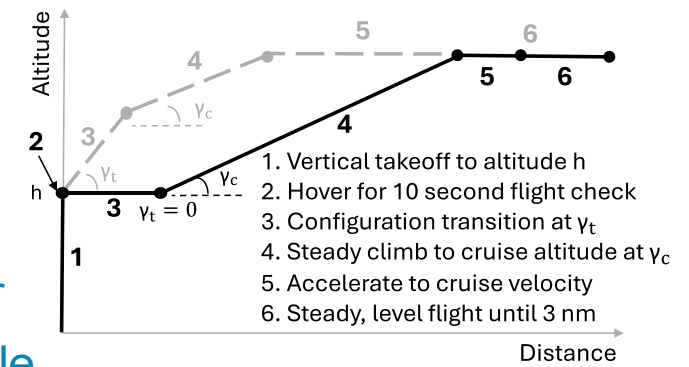 Altitude
5
6
4
γc
3
2
γt
h
3
γt = 0
γc
4
5
6
1
1. Vertical takeoff to altitude h
2. Hover for 10 second flight check
3. Configuration transition at γt
4. Steady climb to cruise altitude at γc
5. Accelerate to cruise velocity
6. Steady, level flight until 3 nm
le
Distance